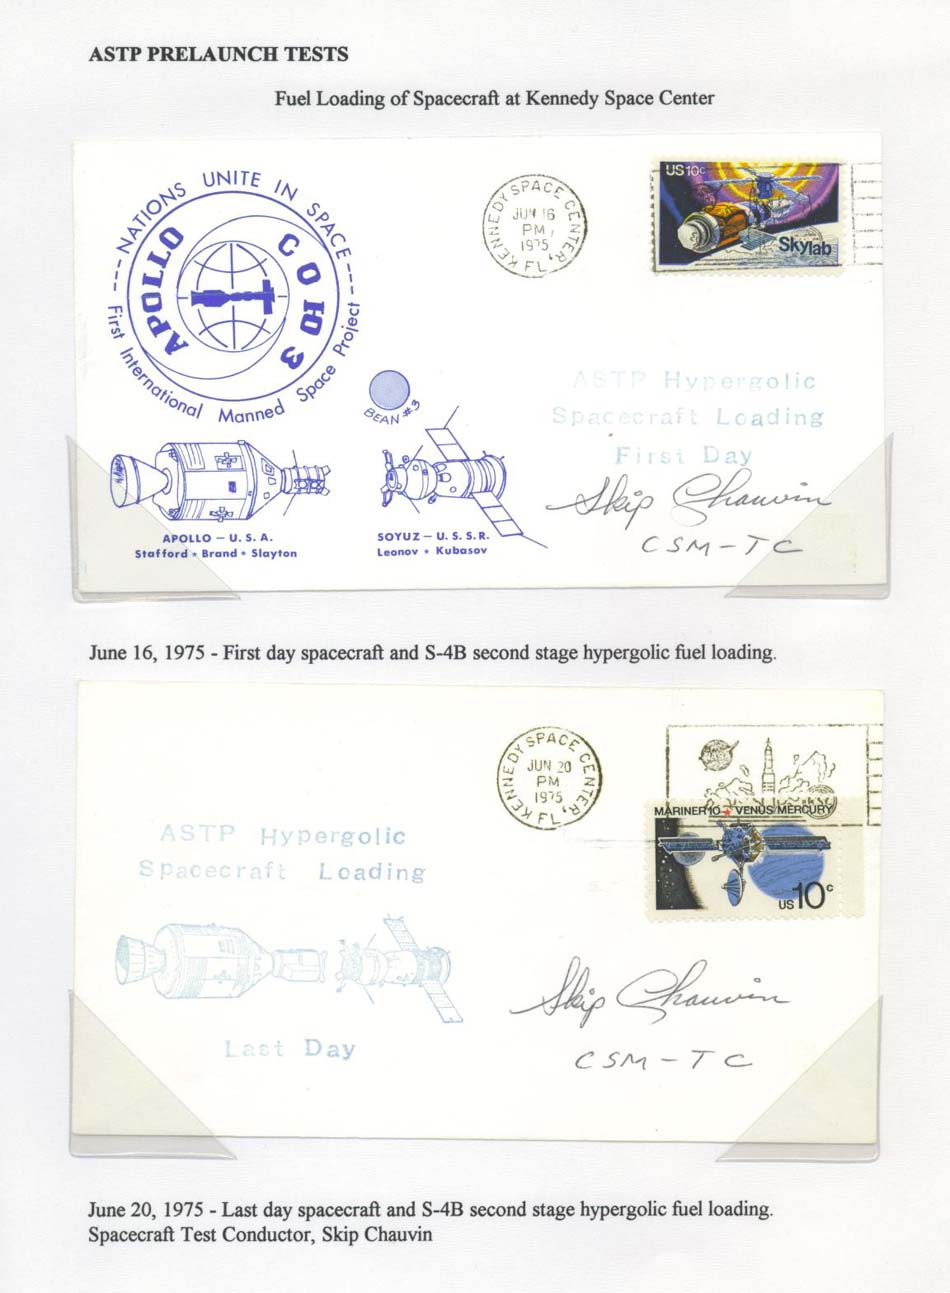 ASTP PRELAUNCH TESTS
Fuel Loading of Spacecraft at Kennedy Space Center
NATIONS UNITE IN SPACE
First International Manned Space Project
APOLLO
СОЮЗ
KENNEDY SPACE CENTER, FL,
JUN 16
PM
1975
US 10c
Skylab
BEAN #3
ASTP Hypergolic
Spacecraft Loading
First Day
Skip Chauvin
CSM-TC
APOLLO - U.S.A.
Stafford ★ Brand ★ Slayton
SOYUZ - U.S.S.R.
Leonov ★ Kubasov
June 16, 1975 - First day spacecraft and S-4B second stage hypergolic fuel loading.
KENNEDY SPACE CENTER, FL,
JUN 20
PM
1975
MARINER 10 ★ VENUS/MERCURY
US 10c
ASTP Hypergolic
Spacecraft Loading
Last Day
Skip Chauvin
CSM-TC
June 20, 1975 - Last day spacecraft and S-4B second stage hypergolic fuel loading.
Spacecraft Test Conductor, Skip Chauvin